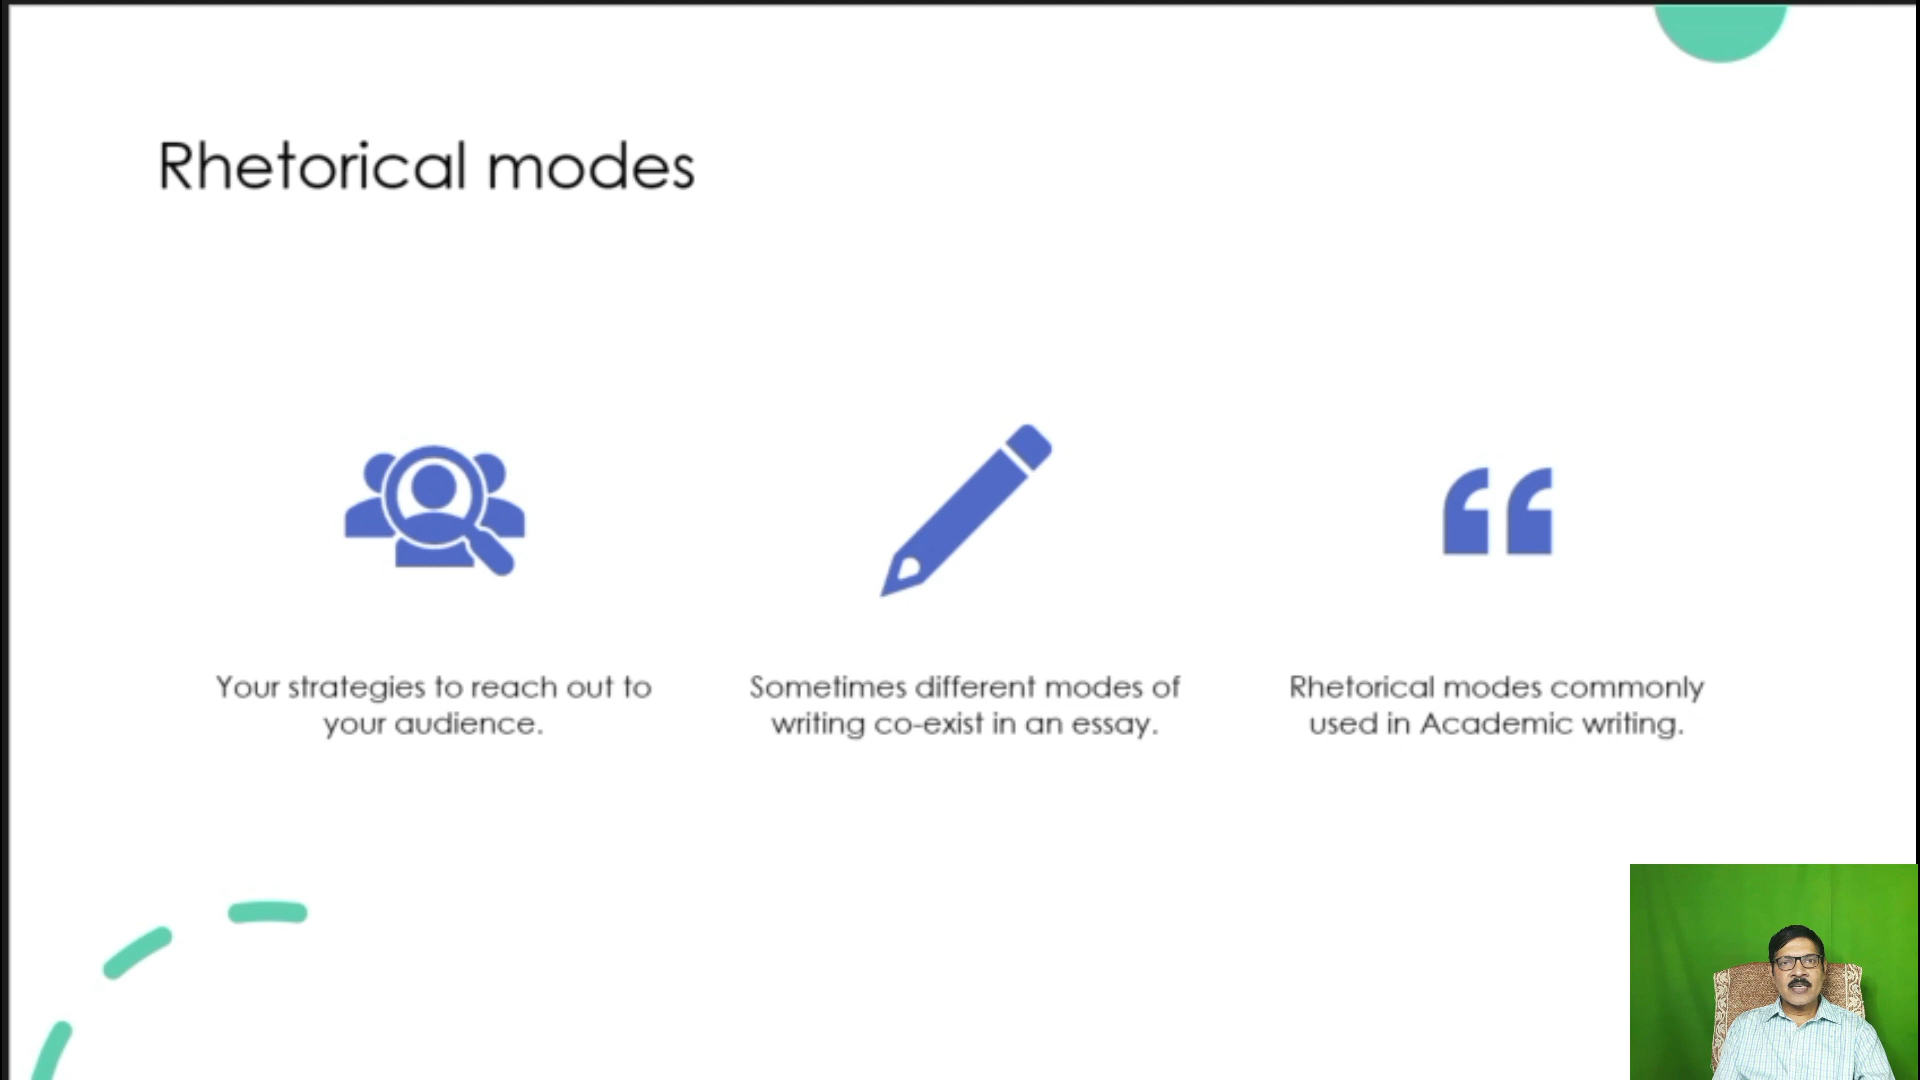 Rhetorical modes
Your strategies to reach out to
your audience.
Sometimes different modes of
writing co-exist in an essay.
Rhetorical modes commonly
used in Academic writing.